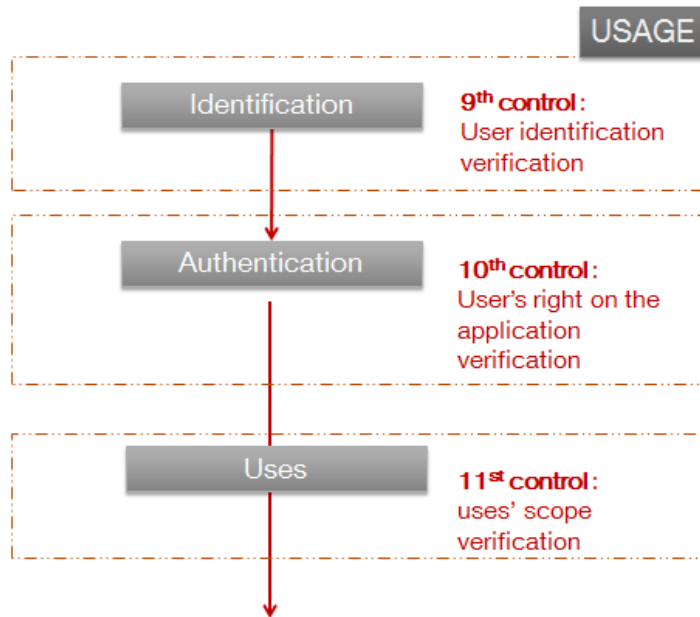 USAGE
Identification
9th control :
User identification
verification
Authentication
10th control :
User's right on the
application
verification
Uses
11st control :
uses' scope
verification